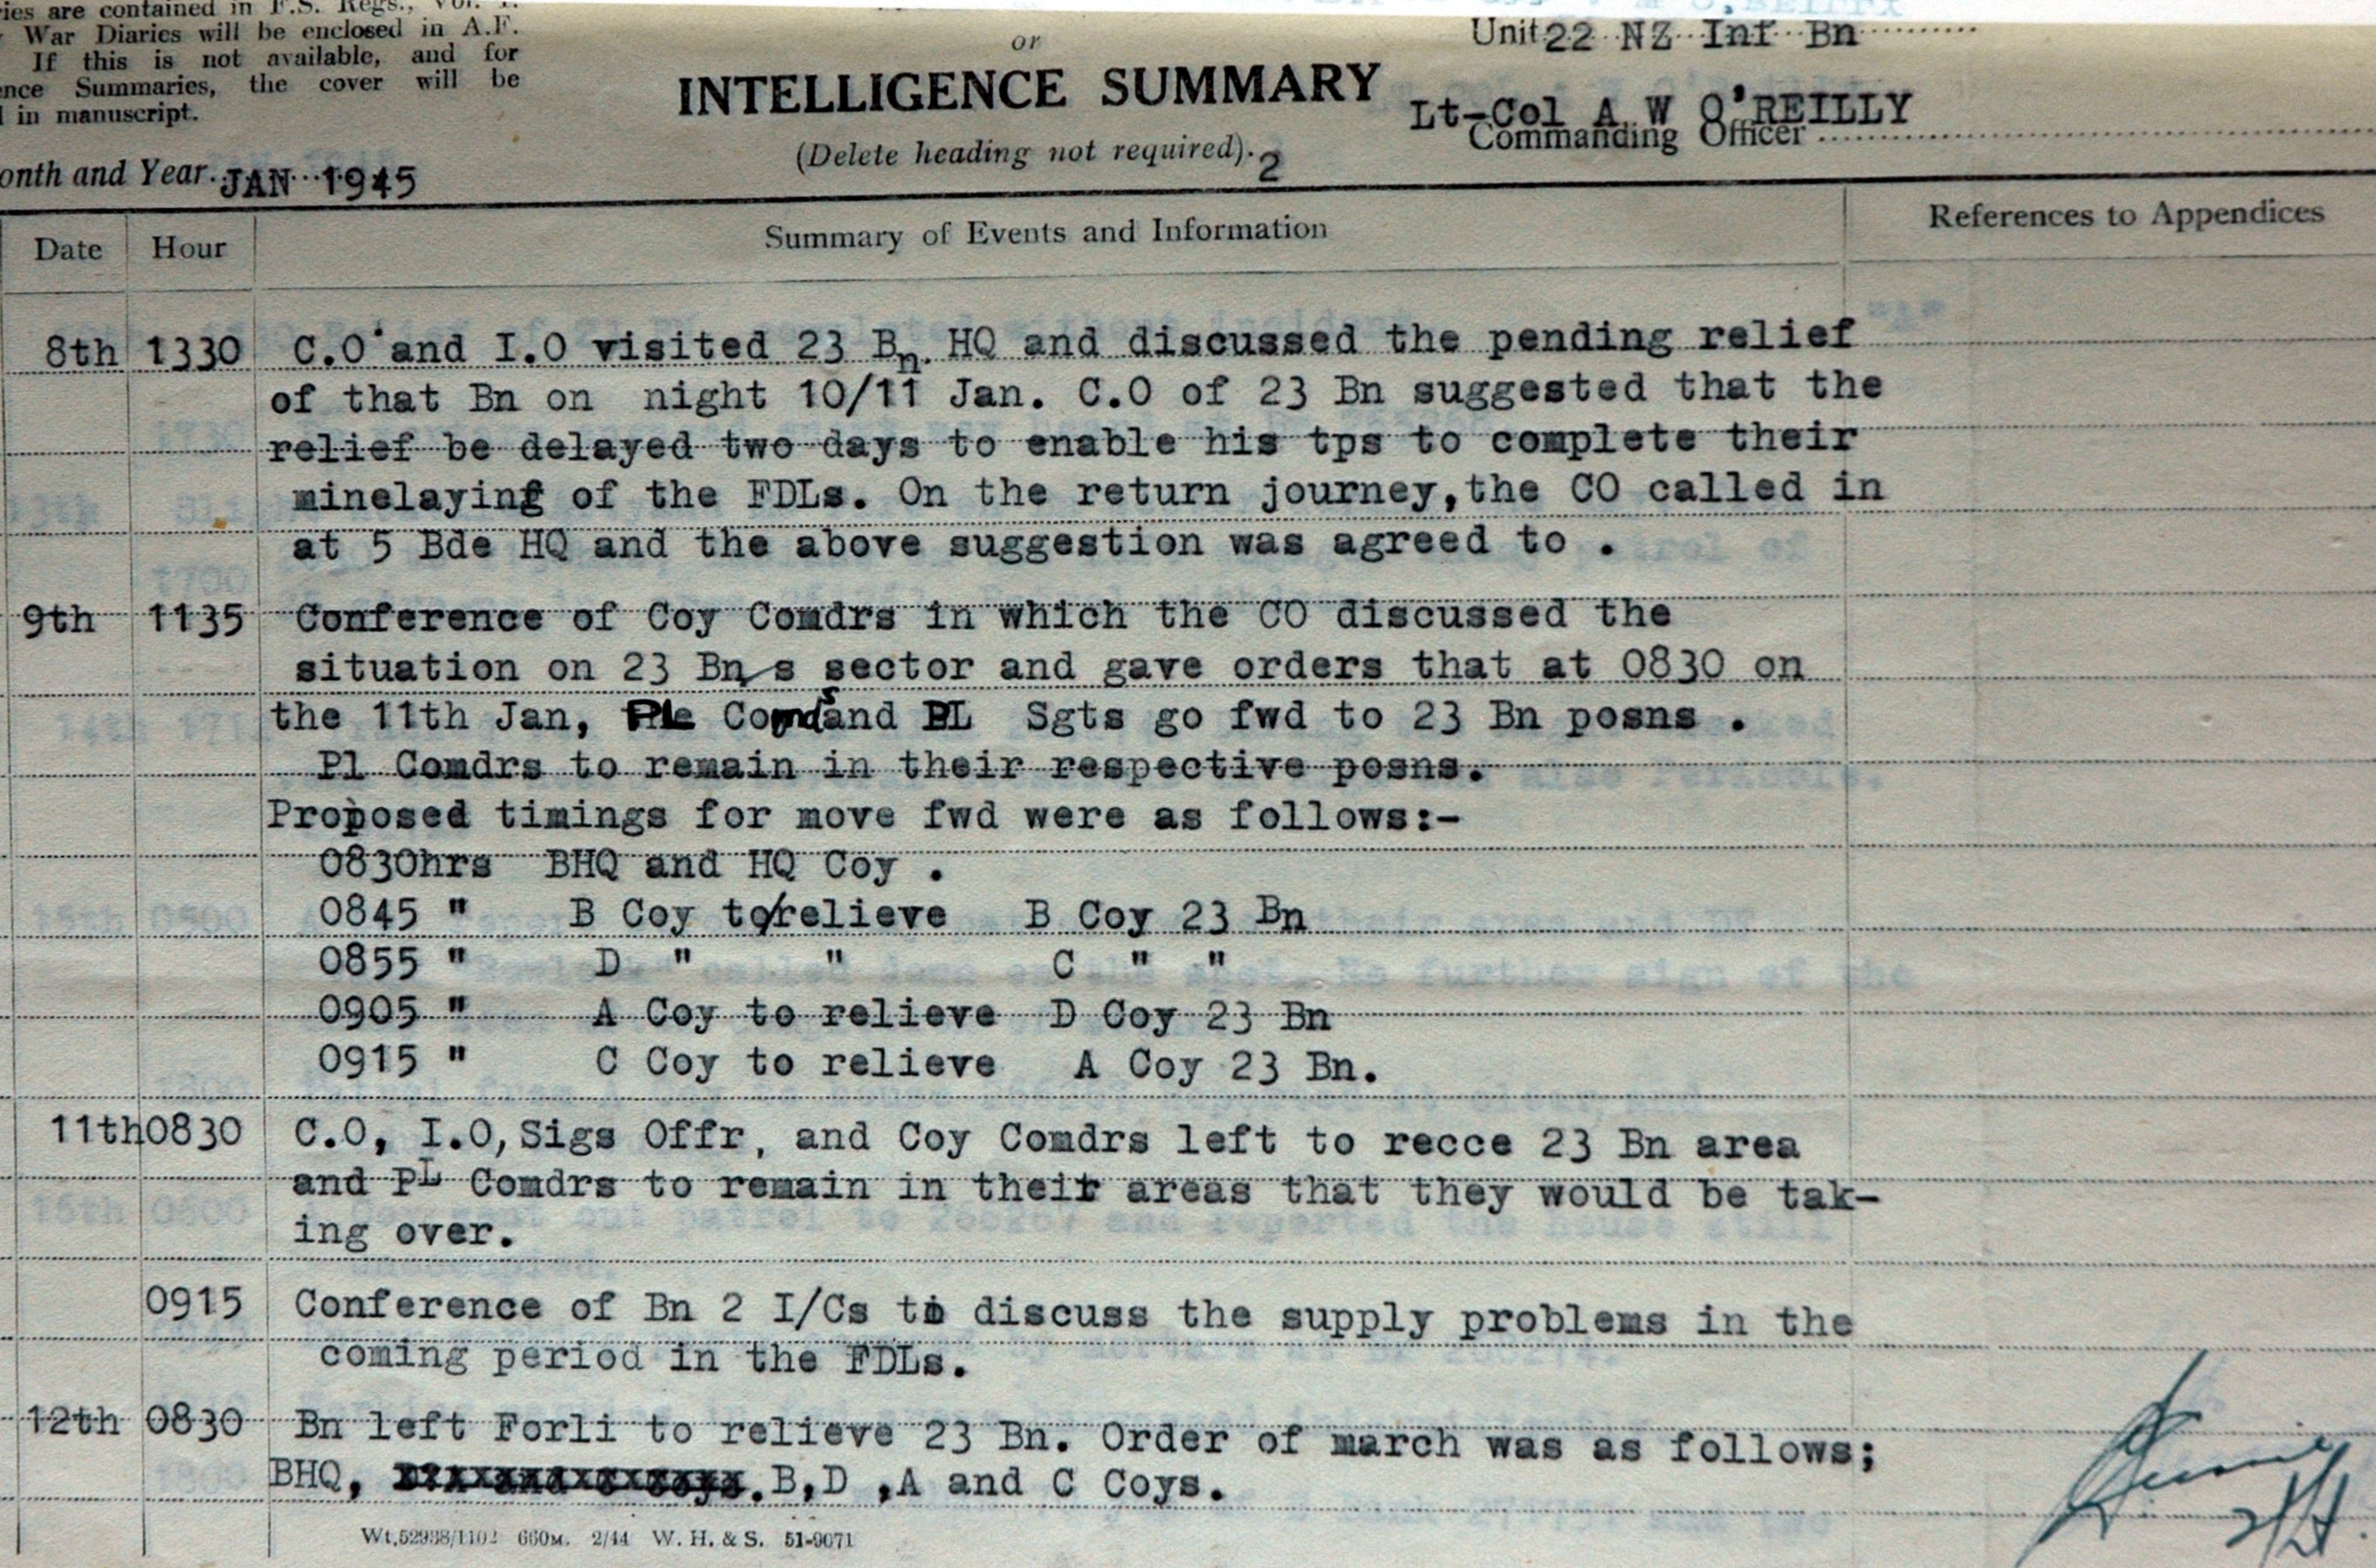 ries are contained in F.S. Regs., Vol. I.
War Diaries will be enclosed in A.F.
If this is not available, and for
nce Summaries, the cover will be
in manuscript.
or
INTELLIGENCE SUMMARY
(Delete heading not required).
2
Unit 22 NZ Inf Bn
Lt-Col A W O'REILLY
Commanding Officer
onth and Year. JAN 1945
Date Hour Summary of Events and Information References to Appendices
8th 1330 C.O and I.O visited 23 Bn. HQ and discussed the pending relief
of that Bn on night 10/11 Jan. C.O of 23 Bn suggested that the
relief be delayed two days to enable his tps to complete their
minelaying of the FDLs. On the return journey, the CO called in
at 5 Bde HQ and the above suggestion was agreed to .
9th 1135 Conference of Coy Comdrs in which the CO discussed the
situation on 23 Bn s sector and gave orders that at 0830 on
the 11th Jan, and PL Sgts go fwd to 23 Bn posns .
Pl Comdrs to remain in their respective posns.
Proposed timings for move fwd were as follows:-
0830hrs BHQ and HQ Coy .
0845 " B Coy to/relieve B Coy 23 Bn
0855 " D " " C " "
0905 " A Coy to relieve D Coy 23 Bn
0915 " C Coy to relieve A Coy 23 Bn.
11th 0830 C.O, I.O, Sigs Offr, and Coy Comdrs left to recce 23 Bn area
and PL Comdrs to remain in their areas that they would be tak-
ing over.
0915 Conference of Bn 2 I/Cs to discuss the supply problems in the
coming period in the FDLs.
12th 0830 Bn left Forli to relieve 23 Bn. Order of march was as follows;
BHQ, B,D ,A and C Coys.
Wt.52938/1102 660M. 2/44 W. H. & S. 51-9071